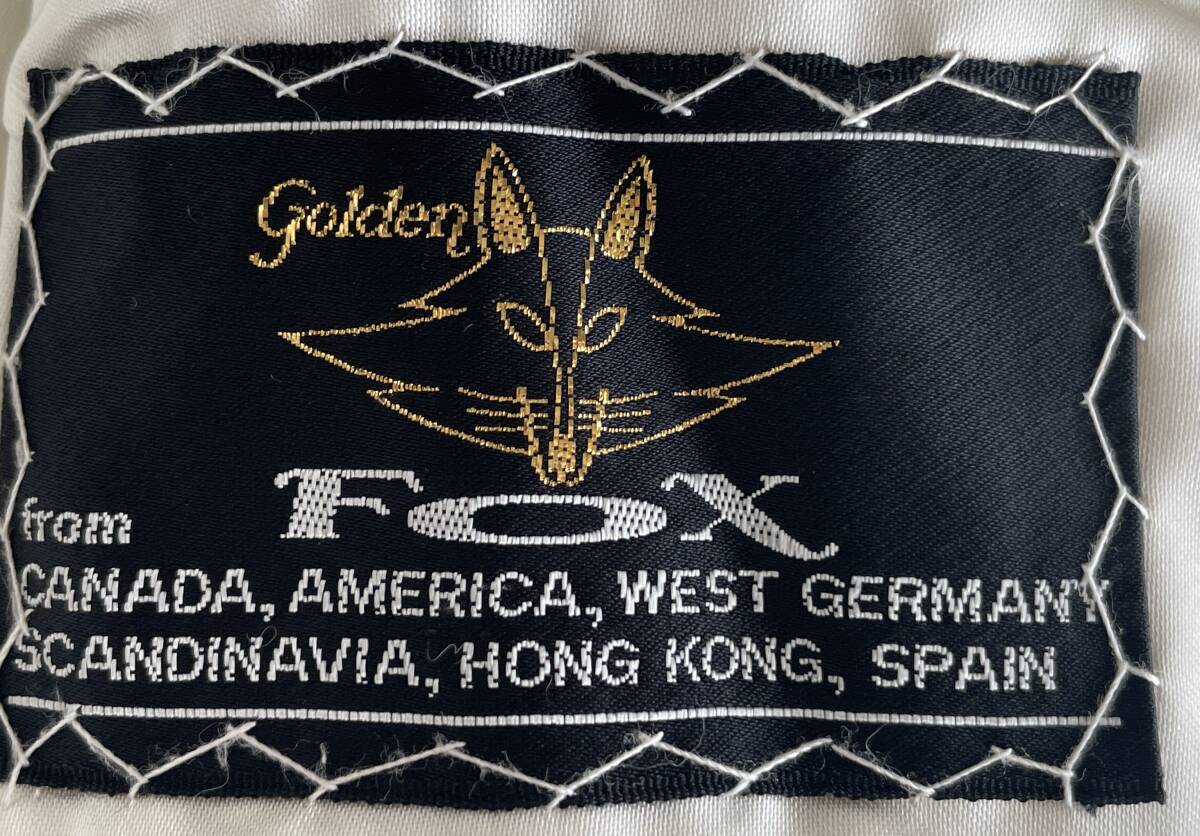 Golden
FOX
from
CANADA, AMERICA, WEST GERMANY
SCANDINAVIA, HONG KONG, SPAIN